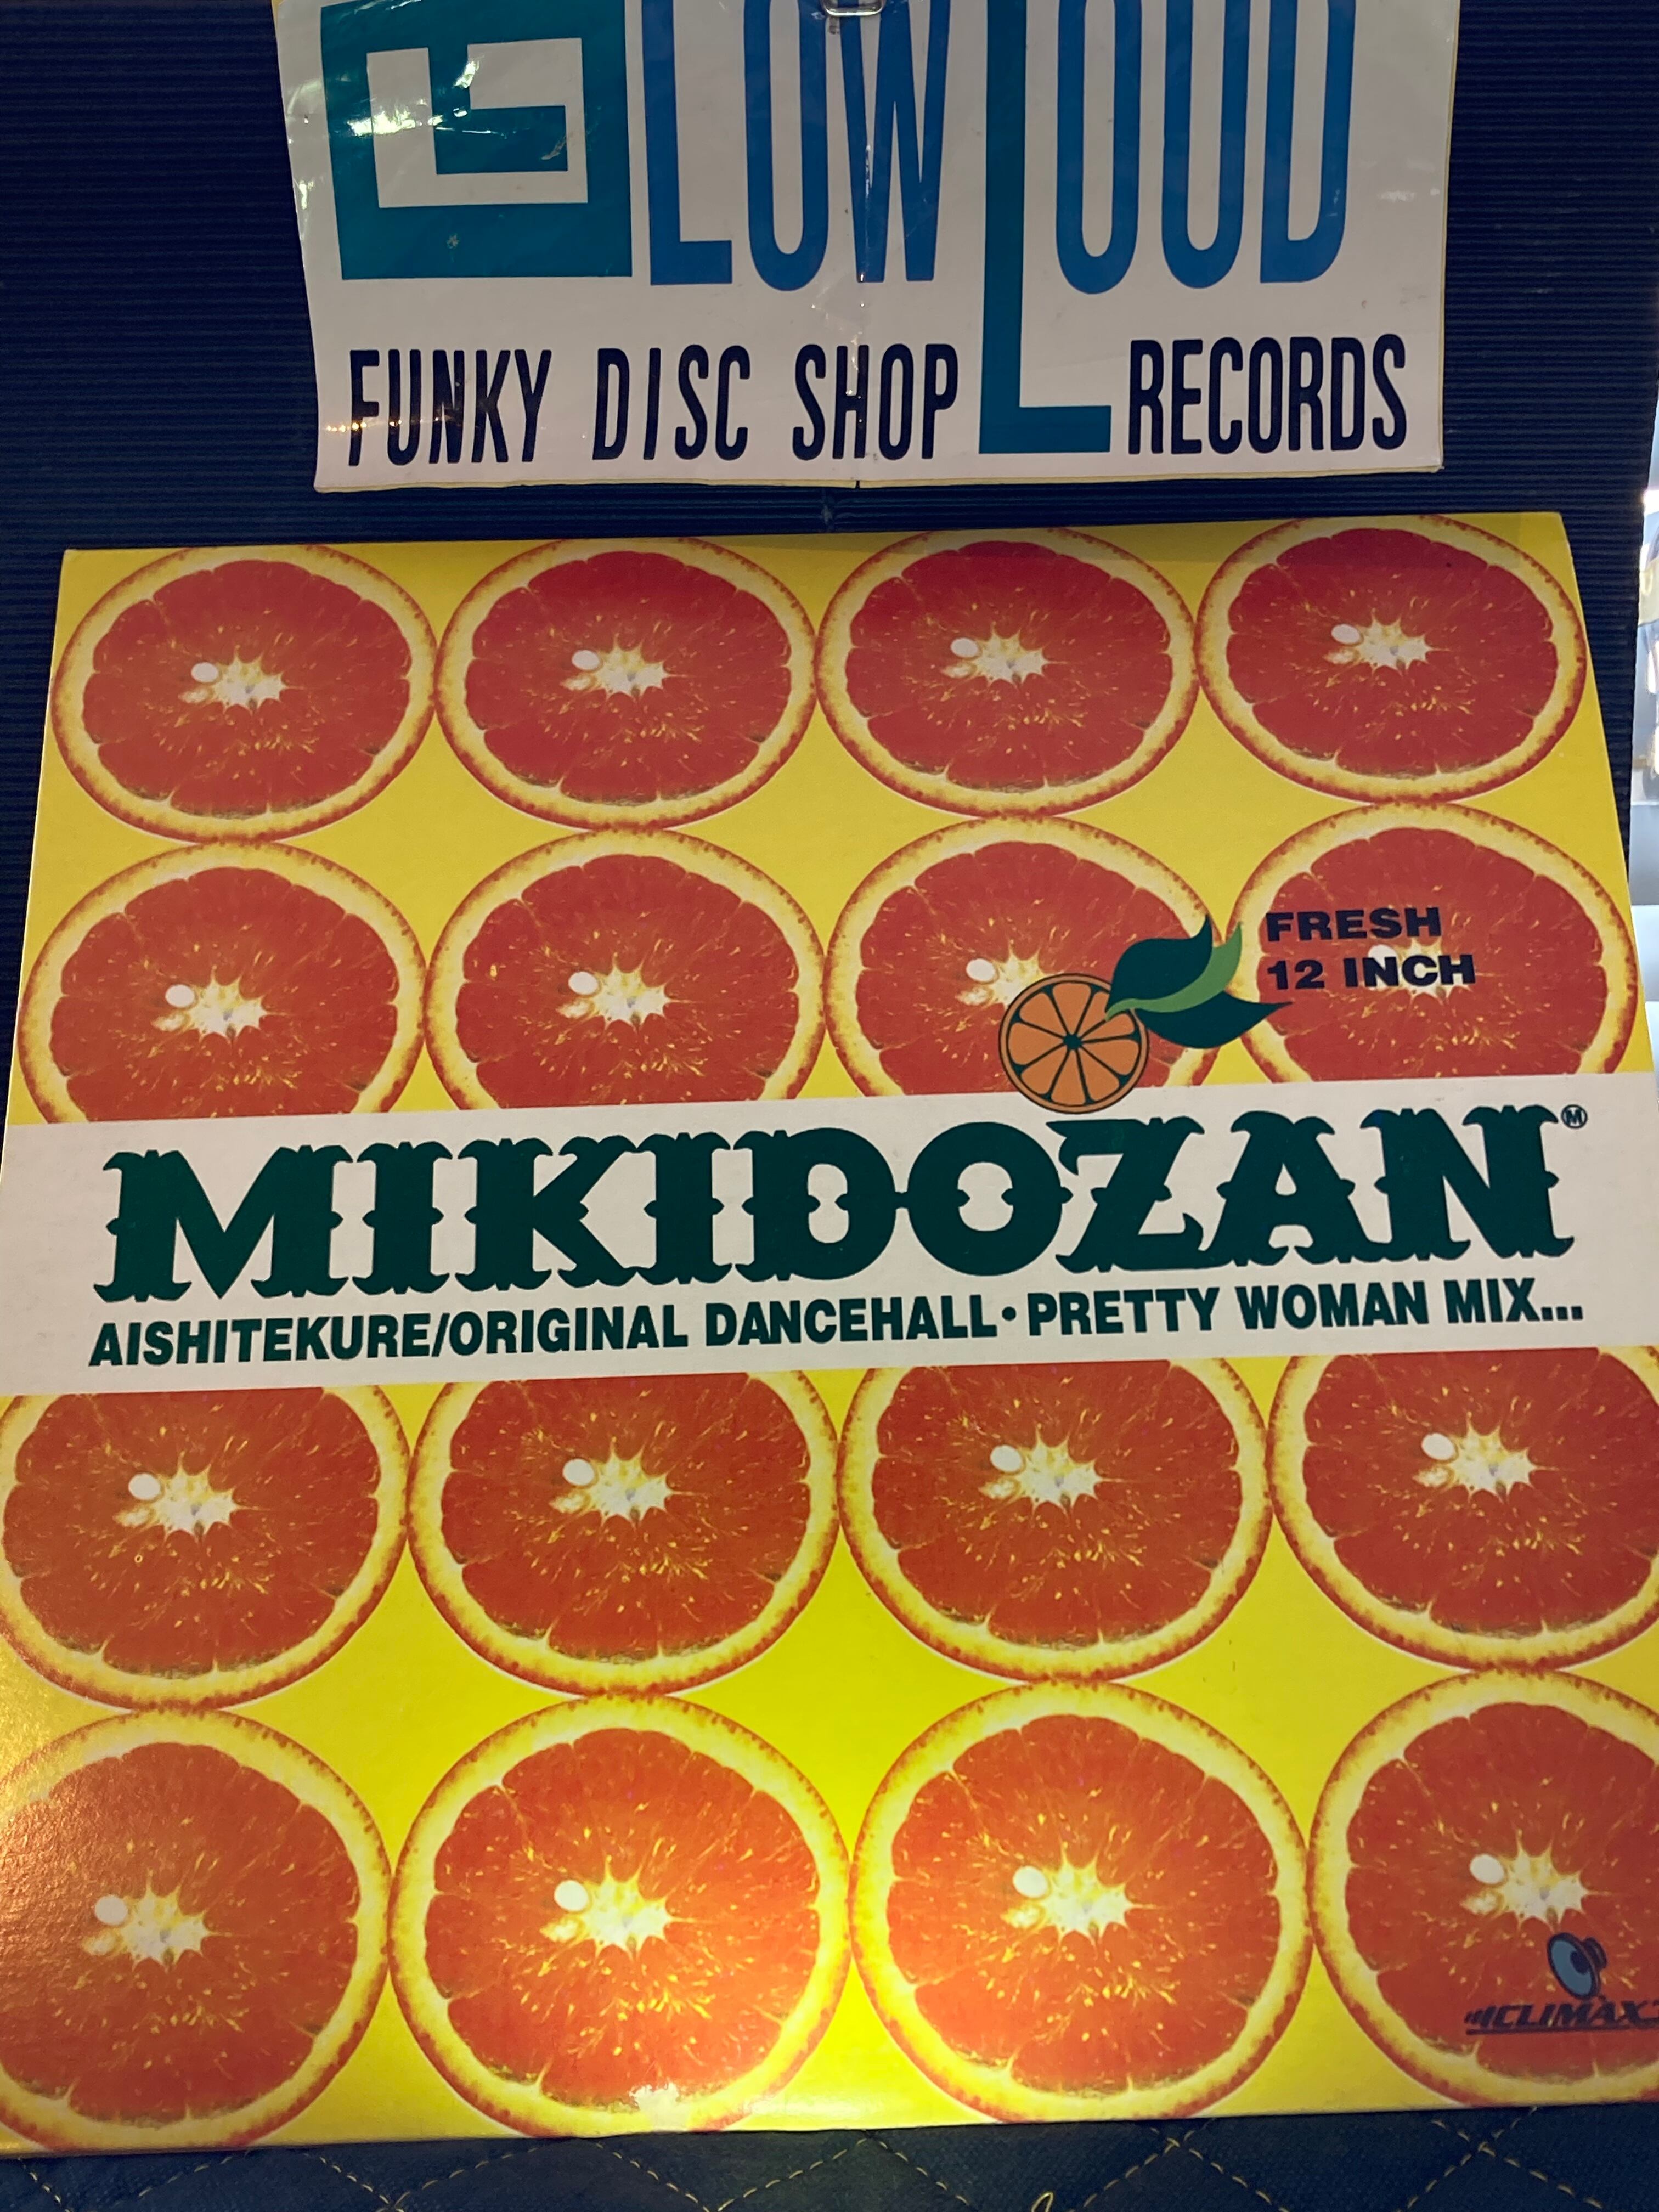 LOW LOUD
FUNKY DISC SHOP RECORDS
FRESH
12 INCH
MIKIDOZAN Ⓜ
AISHITEKURE/ORIGINAL DANCEHALL・PRETTY WOMAN MIX...
CLIMAX